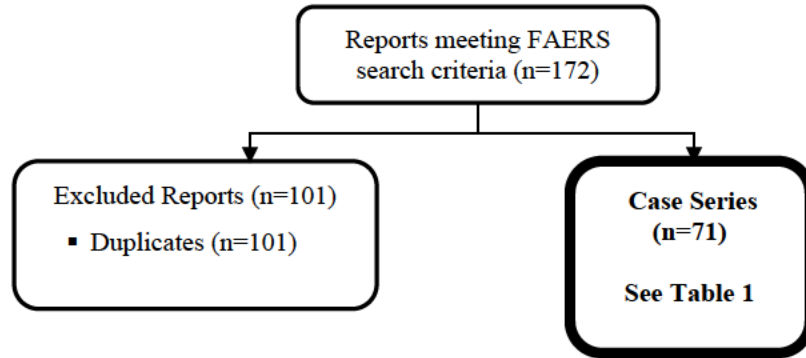 Reports meeting FAERS
search criteria (n=172)
Excluded Reports (n=101)
▪ Duplicates (n=101)
Case Series
(n=71)
See Table 1